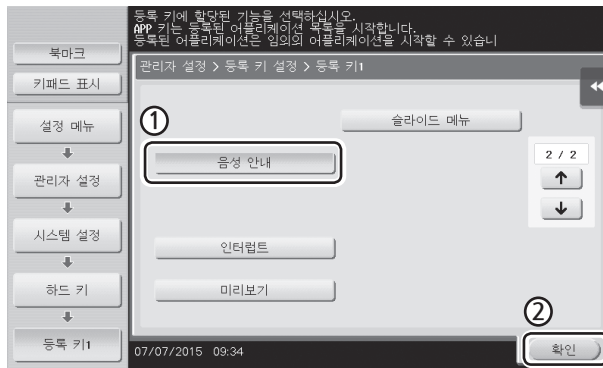 등록 키에 할당된 기능을 선택하십시오.
APP 키는 등록된 어플리케이션 목록을 시작합니다.
등록된 어플리케이션은 임의의 어플리케이션을 시작할 수 있습니
북마크
키패드 표시
관리자 설정 > 등록 키 설정 > 등록 키1
설정 메뉴
관리자 설정
시스템 설정
하드 키
등록 키1
①
슬라이드 메뉴
음성 안내
2 / 2
인터럽트
미리보기
②
07/07/2015 09:34
확인